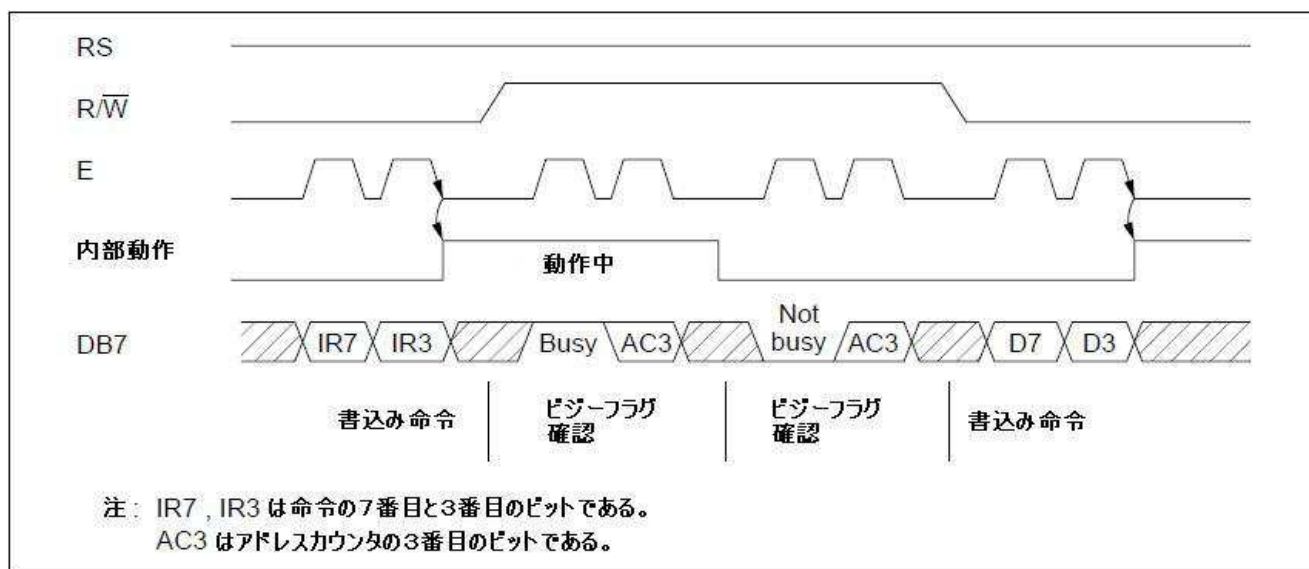 RS
R/W
E
内部動作
動作中
DB7
IR7 IR3 Busy AC3 Not busy AC3 D7 D3
書込み命令 ビジーフラグ確認 ビジーフラグ確認 書込み命令
注: IR7 , IR3 は命令の7番目と3番目のビットである。
AC3 はアドレスカウンタの3番目のビットである。